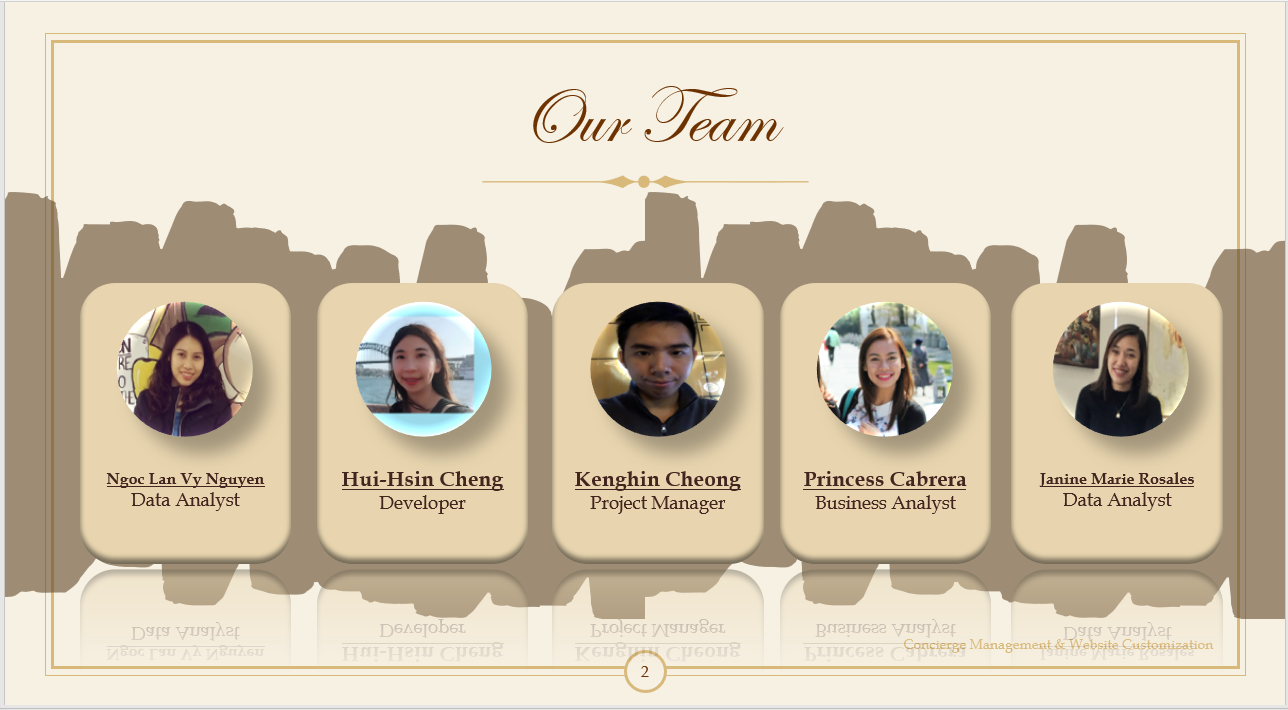 Our Team
Ngoc Lan Vy Nguyen
Data Analyst
Hui-Hsin Cheng
Developer
Kenghin Cheong
Project Manager
Princess Cabrera
Business Analyst
Janine Marie Rosales
Data Analyst
Concierge Management & Website Customization
2